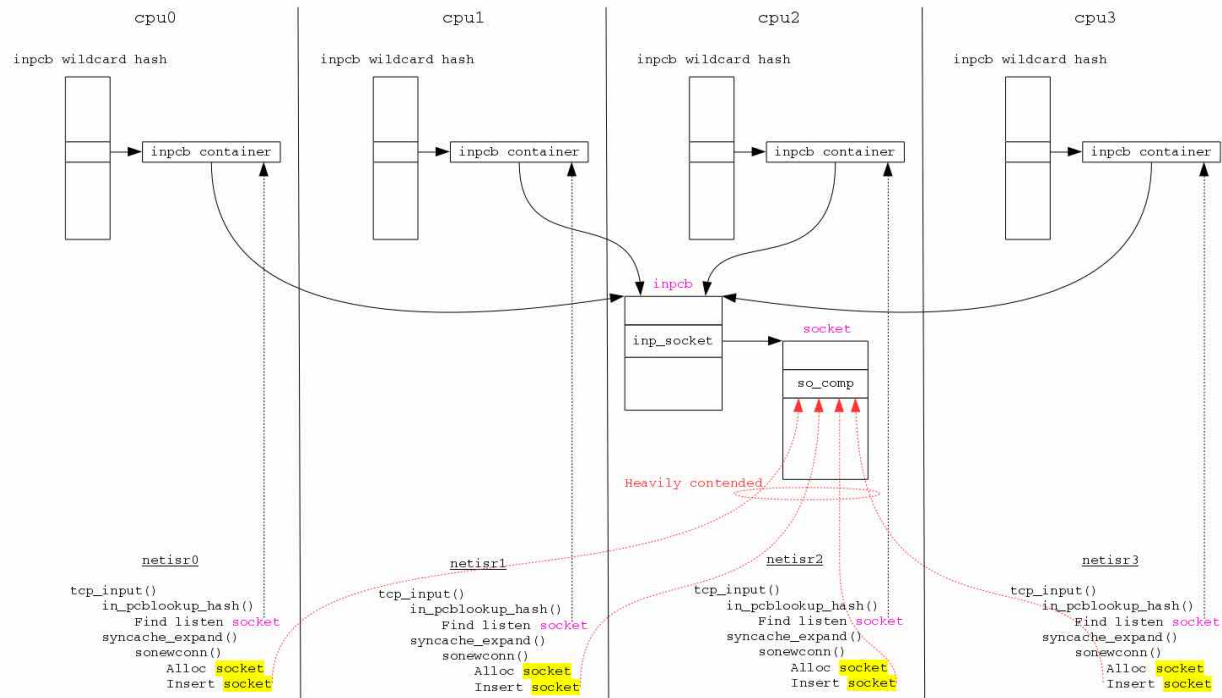 cpu0
cpu1
cpu2
cpu3
inpcb wildcard hash
inpcb wildcard hash
inpcb wildcard hash
inpcb wildcard hash
inpcb container
inpcb container
inpcb container
inpcb container
inpcb
inp_socket
socket
so_comp
Heavily contended
netisr0
tcp_input()
in_pcblookup_hash()
Find listen socket
syncache_expand()
sonewconn()
Alloc socket
Insert socket
netisr1
tcp_input()
in_pcblookup_hash()
Find listen socket
syncache_expand()
sonewconn()
Alloc socket
Insert socket
netisr2
tcp_input()
in_pcblookup_hash()
Find listen socket
syncache_expand()
sonewconn()
Alloc socket
Insert socket
netisr3
tcp_input()
in_pcblookup_hash()
Find listen socket
syncache_expand()
sonewconn()
Alloc socket
Insert socket